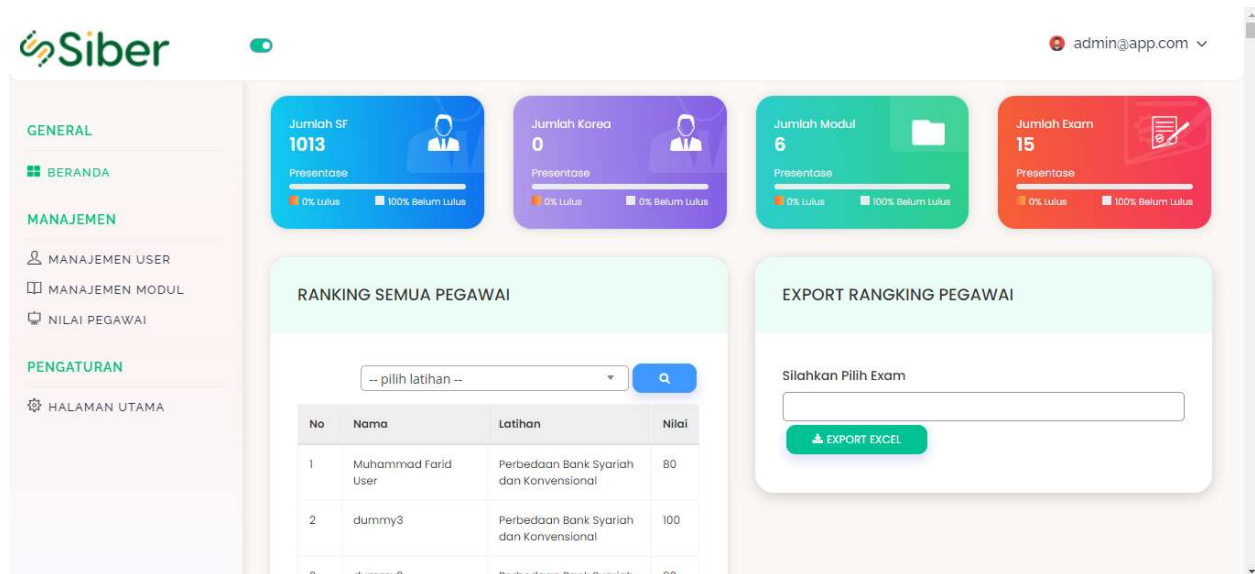 Siber
admin@app.com
GENERAL
BERANDA
MANAJEMEN
MANAJEMEN USER
MANAJEMEN MODUL
NILAI PEGAWAI
PENGATURAN
HALAMAN UTAMA
Jumlah SF
1013
Presentase
0% Lulus 100% Belum Lulus
Jumlah Korea
0
Presentase
0% Lulus 0% Belum Lulus
Jumlah Modul
6
Presentase
0% Lulus 100% Belum Lulus
Jumlah Exam
15
Presentase
0% Lulus 100% Belum Lulus
RANKING SEMUA PEGAWAI
-- pilih latihan --
No Nama Latihan Nilai
1 Muhammad Farid Perbedaan Bank Syariah 80
User dan Konvensional
2 dummy3 Perbedaan Bank Syariah 100
dan Konvensional
EXPORT RANGKING PEGAWAI
Silahkan Pilih Exam
EXPORT EXCEL